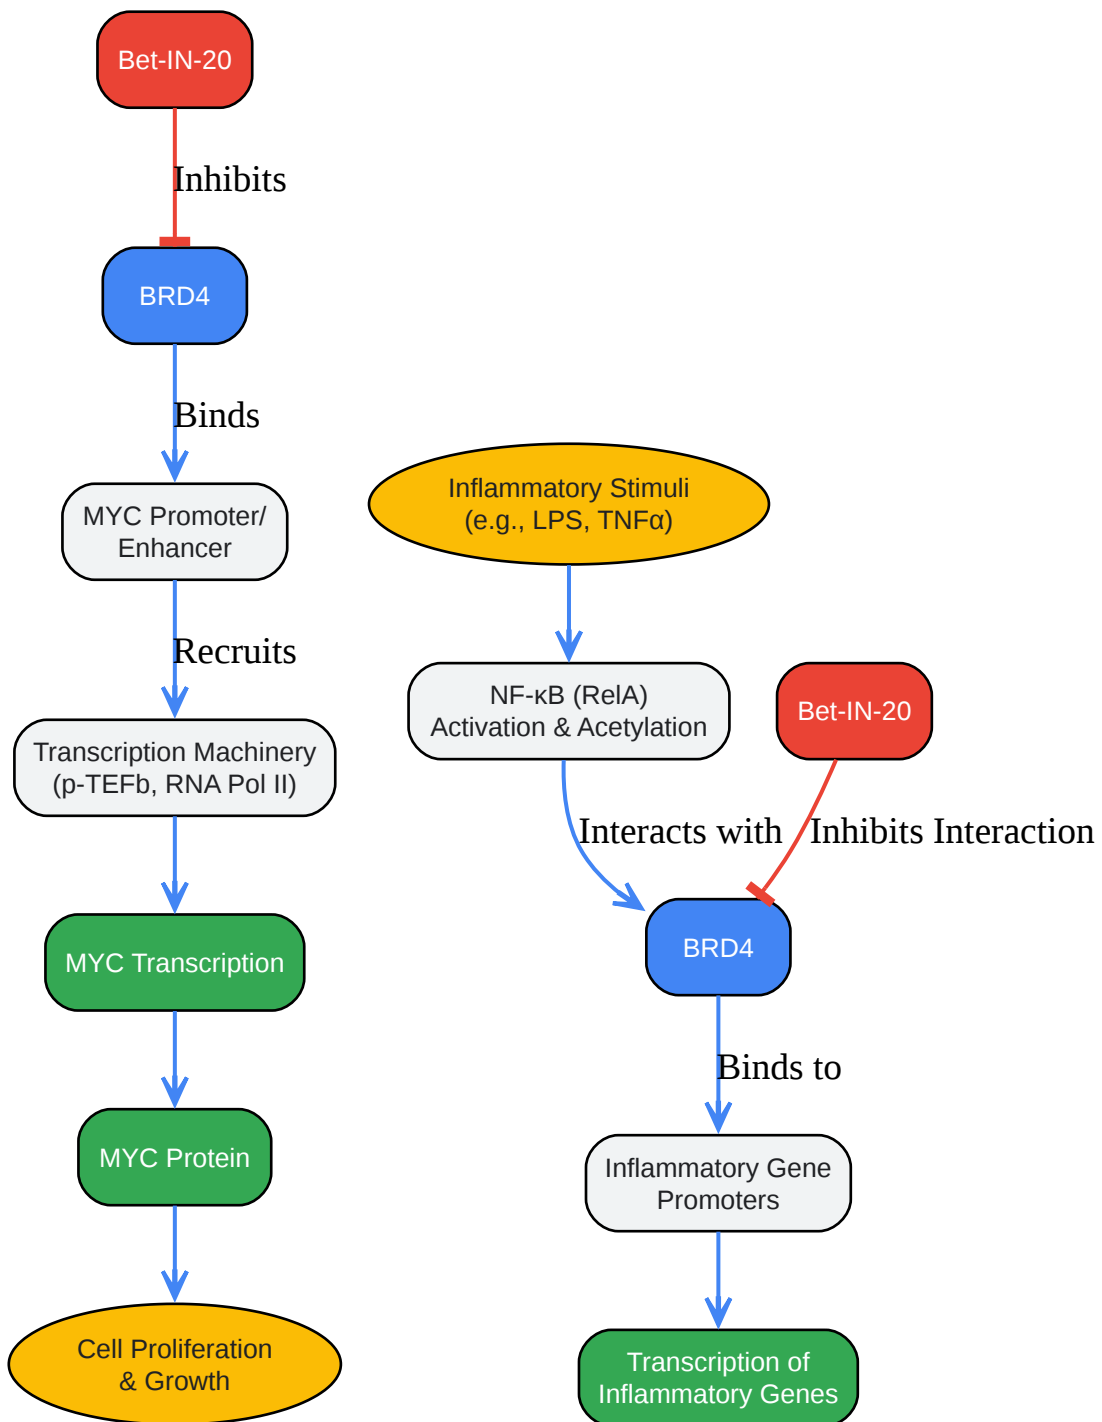 Bet-IN-20
Inhibits
BRD4
Binds
MYC Promoter/
Enhancer
Recruits
Transcription Machinery
(p-TEFb, RNA Pol II)
MYC Transcription
MYC Protein
Cell Proliferation
& Growth
Inflammatory Stimuli
(e.g., LPS, TNFα)
NF-κB (RelA)
Activation & Acetylation
Bet-IN-20
Interacts with
Inhibits Interaction
BRD4
Binds to
Inflammatory Gene
Promoters
Transcription of
Inflammatory Genes